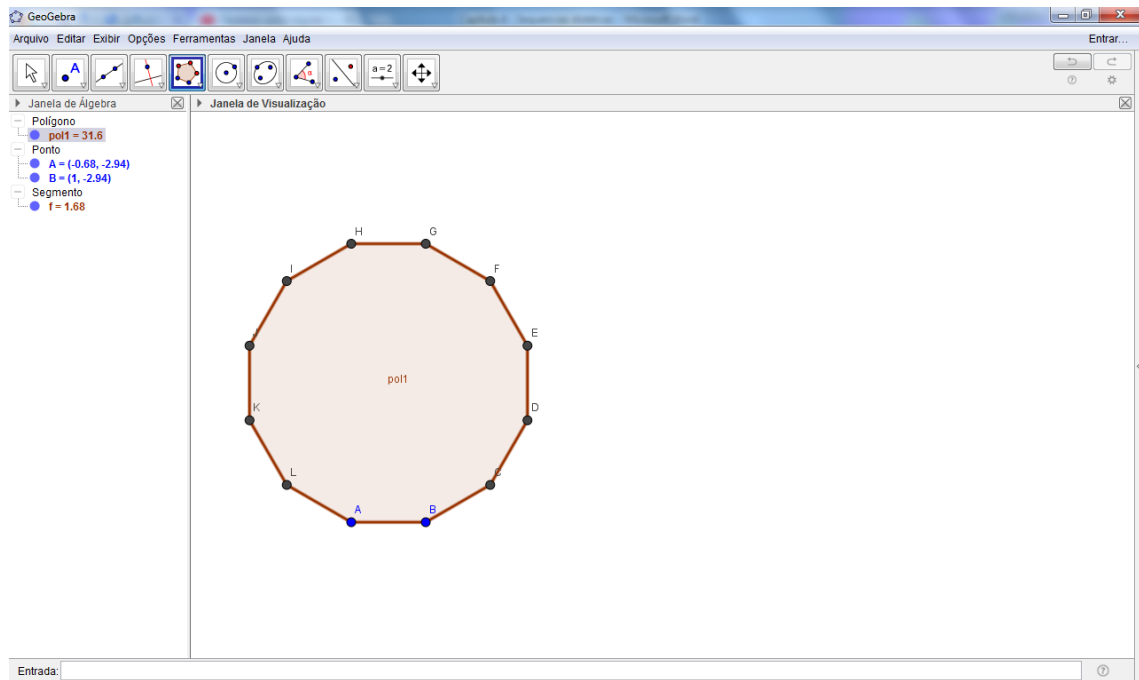 GeoGebra
Arquivo Editar Exibir Opções Ferramentas Janela Ajuda
Entrar...
A
α
a=2
Janela de Álgebra
Janela de Visualização
Polígono
pol1 = 31.6
Ponto
A = (-0.68, -2.94)
B = (1, -2.94)
Segmento
f = 1.68
H
G
I
F
J
E
pol1
K
D
L
C
A
B
Entrada: